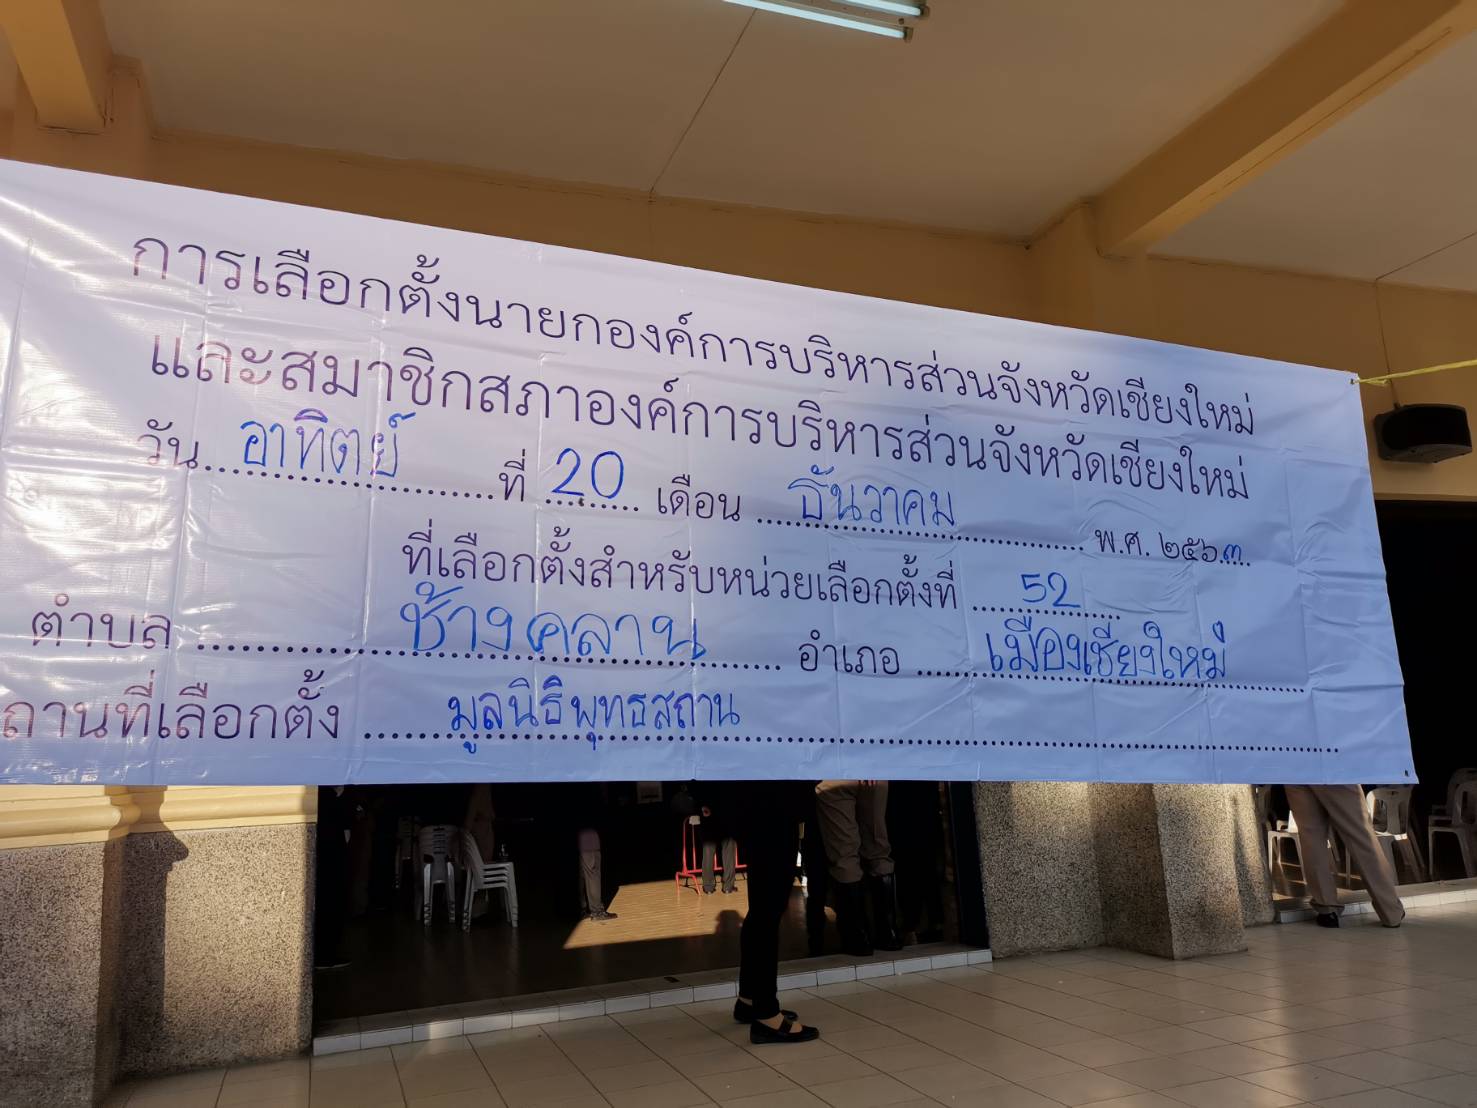 การเลือกตั้งนายกองค์การบริหารส่วนจังหวัดเชียงใหม่
และสมาชิกสภาองค์การบริหารส่วนจังหวัดเชียงใหม่
วัน อาทิตย์ ที่ 20 เดือน ธันวาคม พ.ศ. ๒๕๖๓
ที่เลือกตั้งสำหรับหน่วยเลือกตั้งที่ 52
ตำบล ช้างคลาน อำเภอ เมืองเชียงใหม่
ถานที่เลือกตั้ง มูลนิธิพุทธสถาน